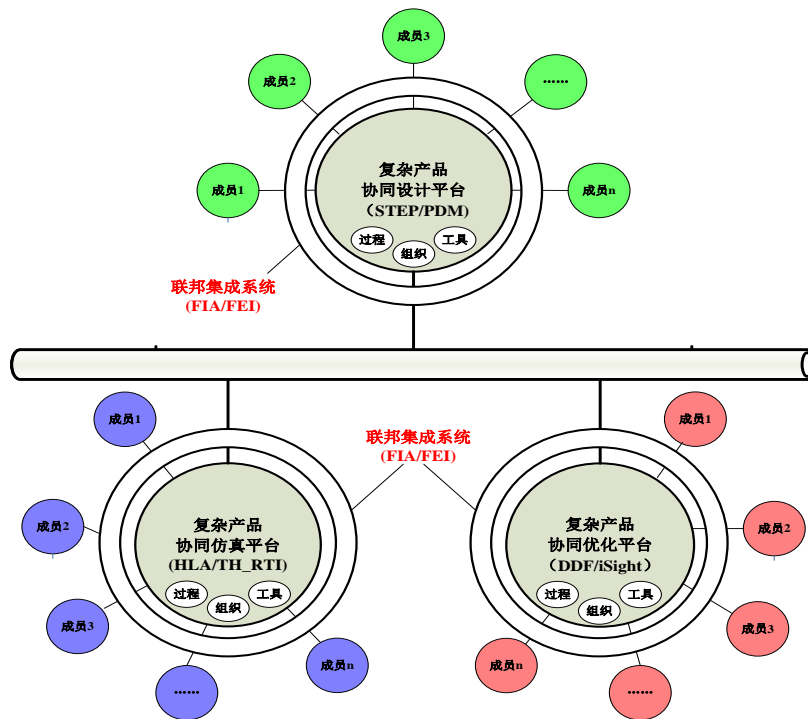 成员3
成员2
······
成员1
复杂产品
协同设计平台
（STEP/PDM)
成员n
过程
组织
工具
联邦集成系统
(FIA/FEI)
成员1
联邦集成系统
(FIA/FEI)
成员1
成员2
复杂产品
协同仿真平台
(HLA/TH_RTI)
过程
组织
工具
成员3
······
成员n
复杂产品
协同优化平台
（DDF/iSight）
过程
组织
工具
成员2
成员3
成员n
······